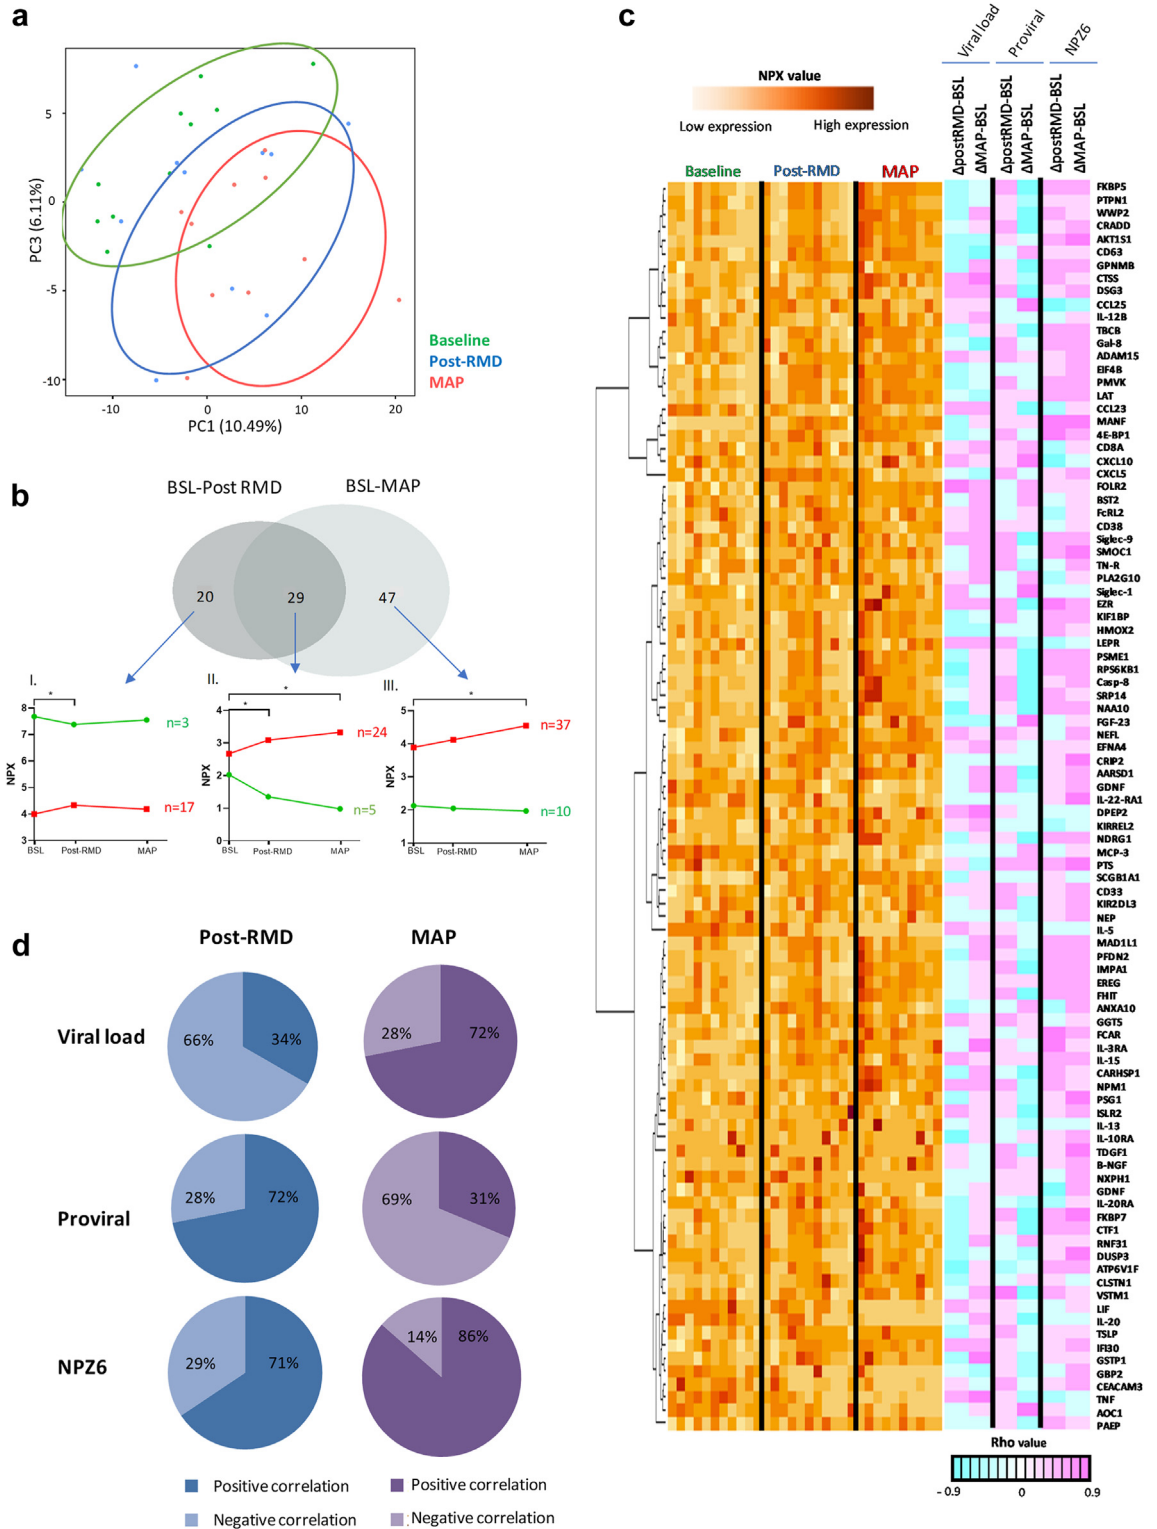 a
5
0
-5
-10
-10
0
10
20
PC3 (6.11%)
PC1 (10.49%)
Baseline
Post-RMD
MAP
b
BSL-Post RMD
BSL-MAP
20
29
47
I.
*
8
7
6
5
4
3
NPX
n=3
n=17
BSL
Post-RMD
MAP
II.
*
*
4
3
2
1
0
NPX
n=24
n=5
BSL
Post-RMD
MAP
III.
*
5
4
3
2
1
NPX
n=37
n=10
BSL
Post-RMD
MAP
c
NPX value
Low expression
High expression
Baseline
Post-RMD
MAP
Viral load
Proviral
NPZ6
ΔpostRMD-BSL
ΔMAP-BSL
ΔpostRMD-BSL
ΔMAP-BSL
ΔpostRMD-BSL
ΔMAP-BSL
FKBP5
PTPN1
WWP2
CRADD
AKT1S1
CD63
GPNMB
CTSS
DSG3
CCL25
IL-12B
TBCB
Gal-8
ADAM15
EIF4B
PMVK
LAT
CCL23
MANF
4E-BP1
CD8A
CXCL10
CXCL5
FOLR2
BST2
FcRL2
CD38
Siglec-9
SMOC1
TN-R
PLA2G10
Siglec-1
EZR
KIF1BP
HMOX2
LEPR
PSME1
RPS6KB1
Casp-8
SRP14
NAA10
FGF-23
NEFL
EFNA4
CRIP2
AARSD1
GDNF
IL-22-RA1
DPEP2
KIRREL2
NDRG1
MCP-3
PTS
SCGB1A1
CD33
KIR2DL3
NEP
IL-5
MAD1L1
PFDN2
IMPA1
EREG
FHIT
ANXA10
GGT5
FCAR
IL-3RA
IL-15
CARHSP1
NPM1
PSG1
ISLR2
IL-13
IL-10RA
TDGF1
B-NGF
NXPH1
GDNF
IL-20RA
FKBP7
CTF1
RNF31
DUSP3
ATP6V1F
CLSTN1
VSTM1
LIF
IL-20
TSLP
IFI30
GSTP1
GBP2
CEACAM3
TNF
AOC1
PAEP
Rho value
-0.9
0
0.9
d
Post-RMD
MAP
Viral load
66%
34%
28%
72%
Proviral
28%
72%
69%
31%
NPZ6
29%
71%
14%
86%
Positive correlation
Negative correlation
Positive correlation
Negative correlation